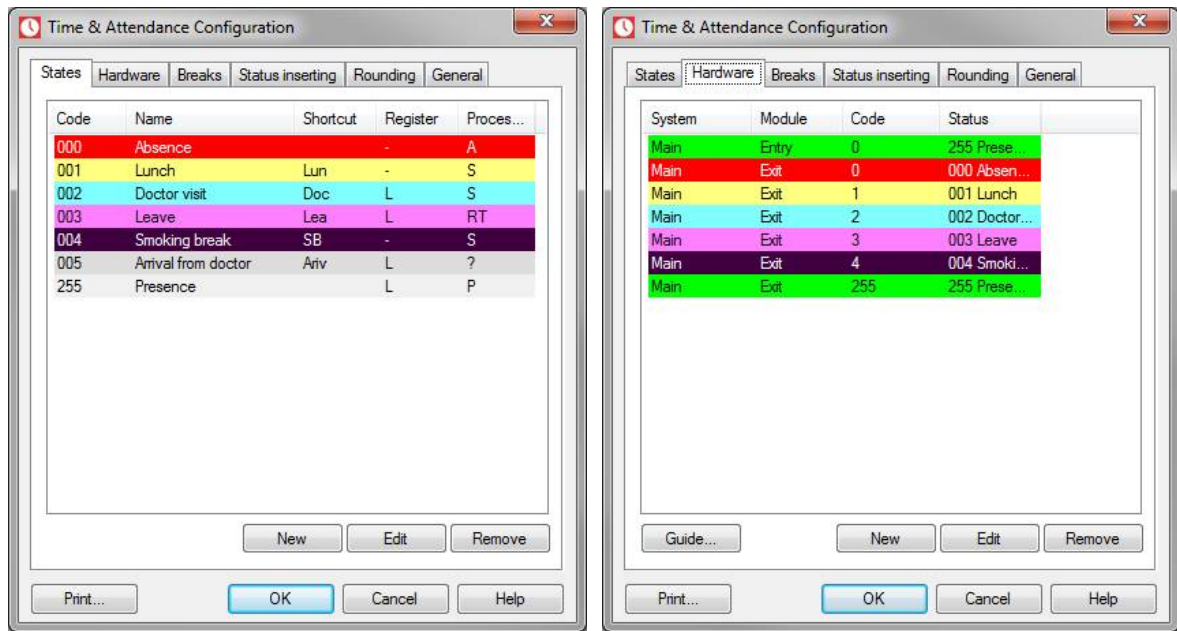 Time & Attendance Configuration
States Hardware Breaks Status inserting Rounding General
Code Name Shortcut Register Proces...
000 Absence - A
001 Lunch Lun - S
002 Doctor visit Doc L S
003 Leave Lea L RT
004 Smoking break SB - S
005 Arrival from doctor Ariv L ?
255 Presence L P
New Edit Remove
Print... OK Cancel Help
Time & Attendance Configuration
States Hardware Breaks Status inserting Rounding General
System Module Code Status
Main Entry 0 255 Prese...
Main Exit 0 000 Absen...
Main Exit 1 001 Lunch
Main Exit 2 002 Doctor...
Main Exit 3 003 Leave
Main Exit 4 004 Smoki...
Main Exit 255 255 Prese...
Guide... New Edit Remove
Print... OK Cancel Help